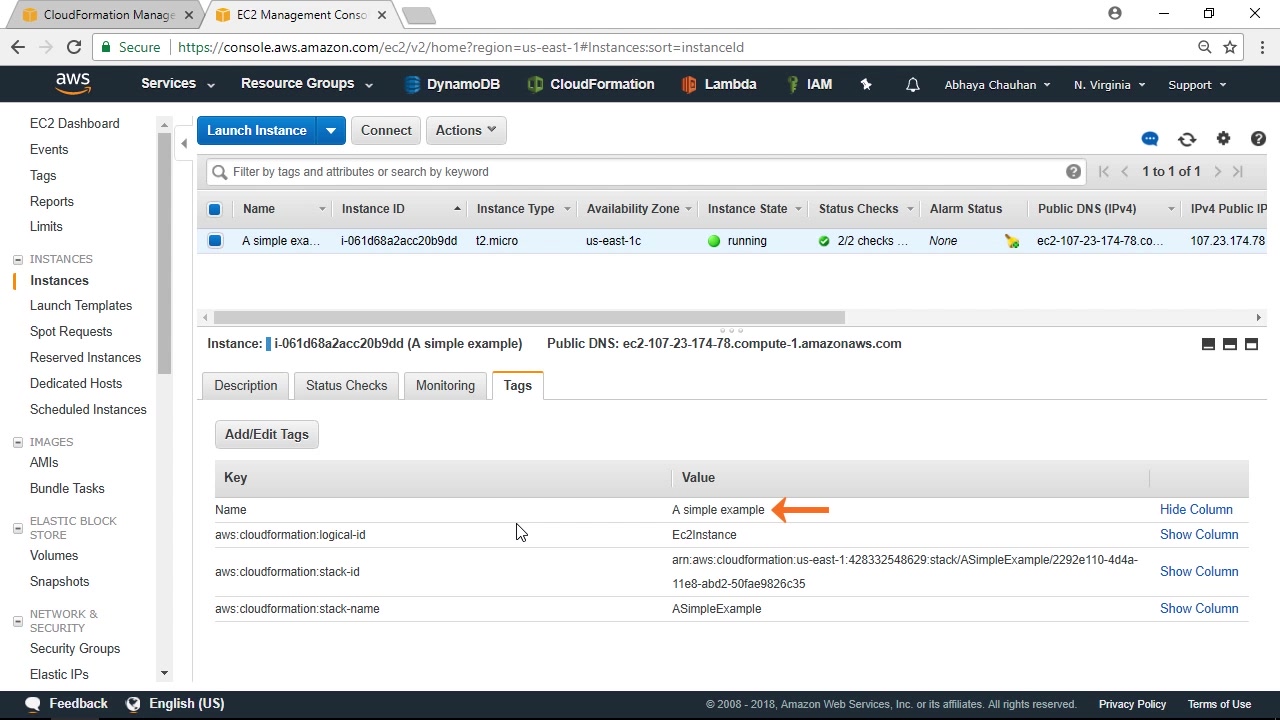 CloudFormation Manage
EC2 Management Conso
Secure
https://console.aws.amazon.com/ec2/v2/home?region=us-east-1#Instances:sort=instanceId
aws
Services
Resource Groups
DynamoDB
CloudFormation
Lambda
IAM
Abhaya Chauhan
N. Virginia
Support
EC2 Dashboard
Events
Tags
Reports
Limits
INSTANCES
Instances
Launch Templates
Spot Requests
Reserved Instances
Dedicated Hosts
Scheduled Instances
IMAGES
AMIs
Bundle Tasks
ELASTIC BLOCK
STORE
Volumes
Snapshots
NETWORK &
SECURITY
Security Groups
Elastic IPs
Launch Instance
Connect
Actions
Filter by tags and attributes or search by keyword
1 to 1 of 1
Name Instance ID Instance Type Availability Zone Instance State Status Checks Alarm Status Public DNS (IPv4) IPv4 Public IP
A simple exa... i-061d68a2acc20b9dd t2.micro us-east-1c running 2/2 checks ... None ec2-107-23-174-78.co... 107.23.174.78
Instance: i-061d68a2acc20b9dd (A simple example) Public DNS: ec2-107-23-174-78.compute-1.amazonaws.com
Description
Status Checks
Monitoring
Tags
Add/Edit Tags
Key Value
Name A simple example Hide Column
aws:cloudformation:logical-id Ec2Instance Show Column
aws:cloudformation:stack-id arn:aws:cloudformation:us-east-1:428332548629:stack/ASimpleExample/2292e110-4d4a-
11e8-abd2-50fae9826c35 Show Column
aws:cloudformation:stack-name ASimpleExample Show Column
Feedback
English (US)
© 2008 - 2018, Amazon Web Services, Inc. or its affiliates. All rights reserved.
Privacy Policy
Terms of Use